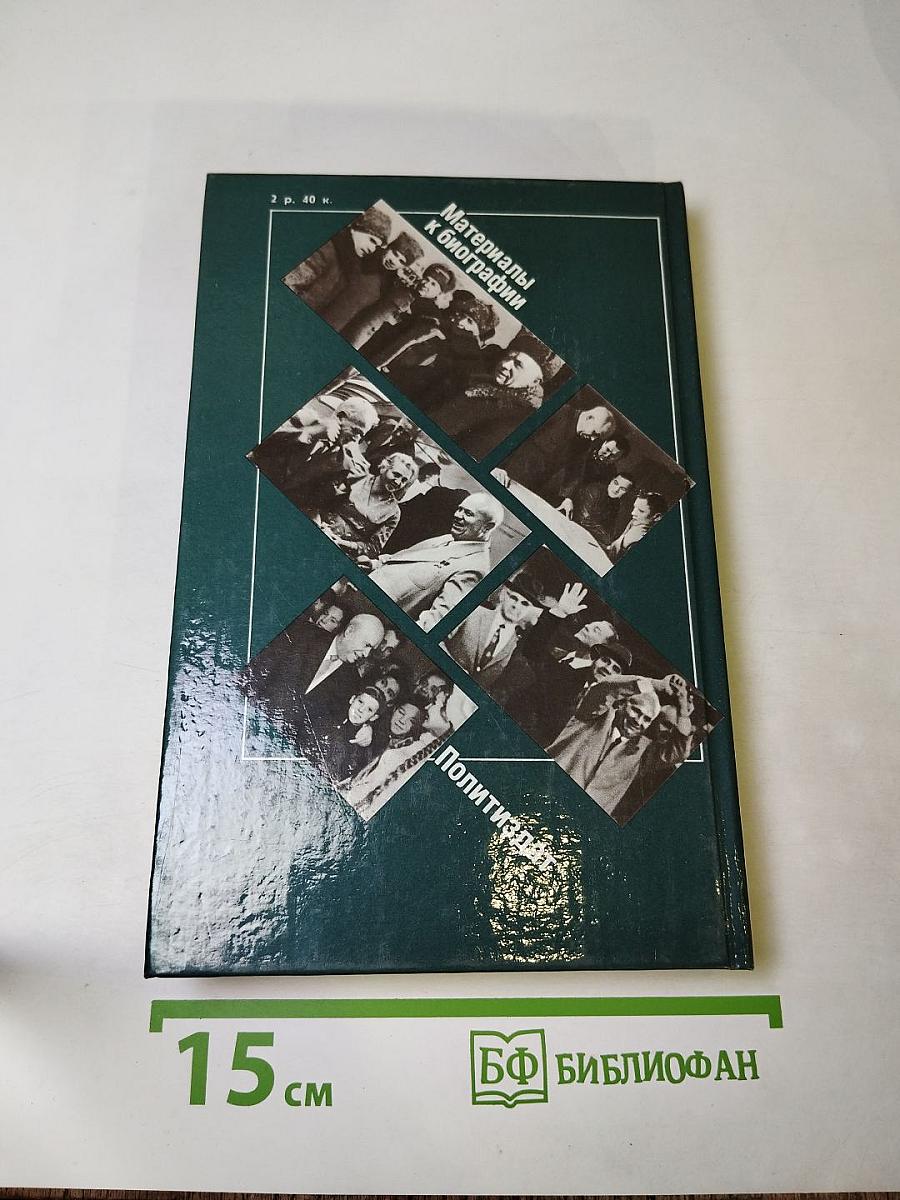 2 р. 40 к.
Материалы
к биографии
Политиздат
15 см
БФ БИБЛИОФАН